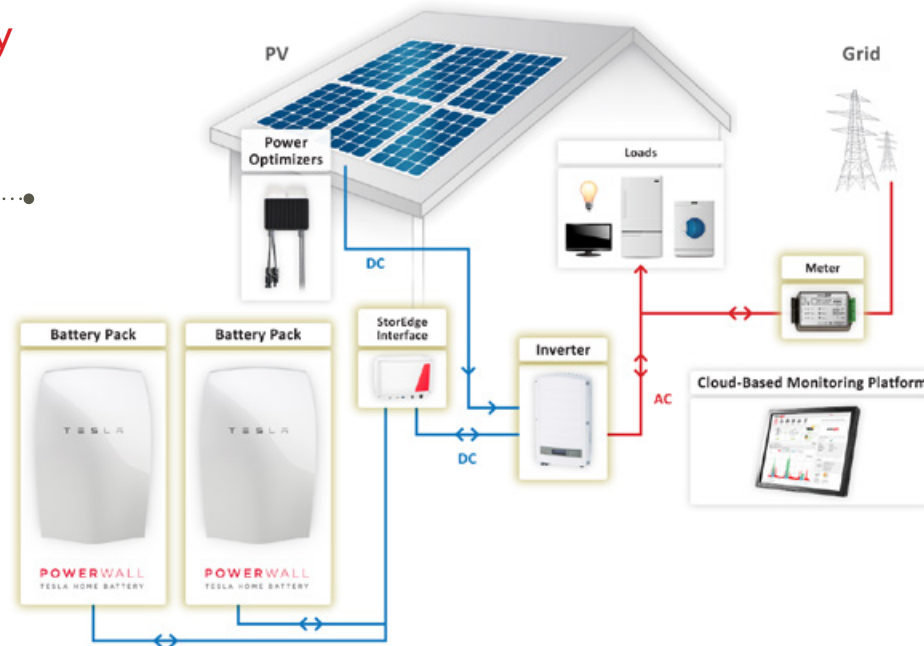 y
PV
Grid
Power
Optimizers
Loads
DC
Meter
Battery Pack
Battery Pack
StorEdge
Interface
Inverter
Cloud-Based Monitoring Platform
AC
DC
TESLA
TESLA
POWERWALL
TESLA HOME BATTERY
POWERWALL
TESLA HOME BATTERY